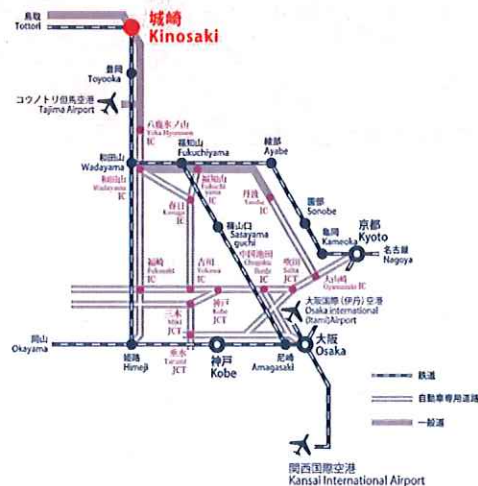 鳥取
Tottori
城崎
Kinosaki
豊岡
Toyooka
コウノトリ但馬空港
Tajima Airport
八鹿氷ノ山
IC
和田山
Wadayama
福知山
Fukuchiyama
綾部
Ayabe
和田山
Wadayama
IC
福知山
Fukuchi
yama
IC
丹波
Tamba
IC
春日
Kasuga
IC
園部
Sonobe
篠山口
Sasayama
guchi
亀岡
Kameoka
京都
Kyoto
名古屋
Nagoya
福崎
Fukusaki
IC
吉川
Yokawa
IC
中国池田
Chugoku
Ikeda
IC
吹田
Suita
JCT
大山崎
Oyamazaki IC
神戸
Kobe
JCT
三木
Miki
JCT
大阪国際(伊丹)空港
Osaka international
(Itami)Airport
岡山
Okayama
姫路
Himeji
垂水
Tarumi
JCT
神戸
Kobe
尼崎
Amagasaki
大阪
Osaka
鉄道
自動車専用道路
一般道
関西国際空港
Kansai International Airport